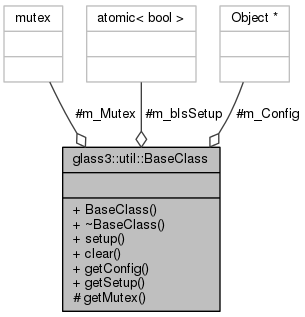 mutex
atomic< bool >
Object *
#m_Mutex
#m_bIsSetup
#m_Config
glass3::util::BaseClass
+ BaseClass()
+ ~BaseClass()
+ setup()
+ clear()
+ getConfig()
+ getSetup()
# getMutex()